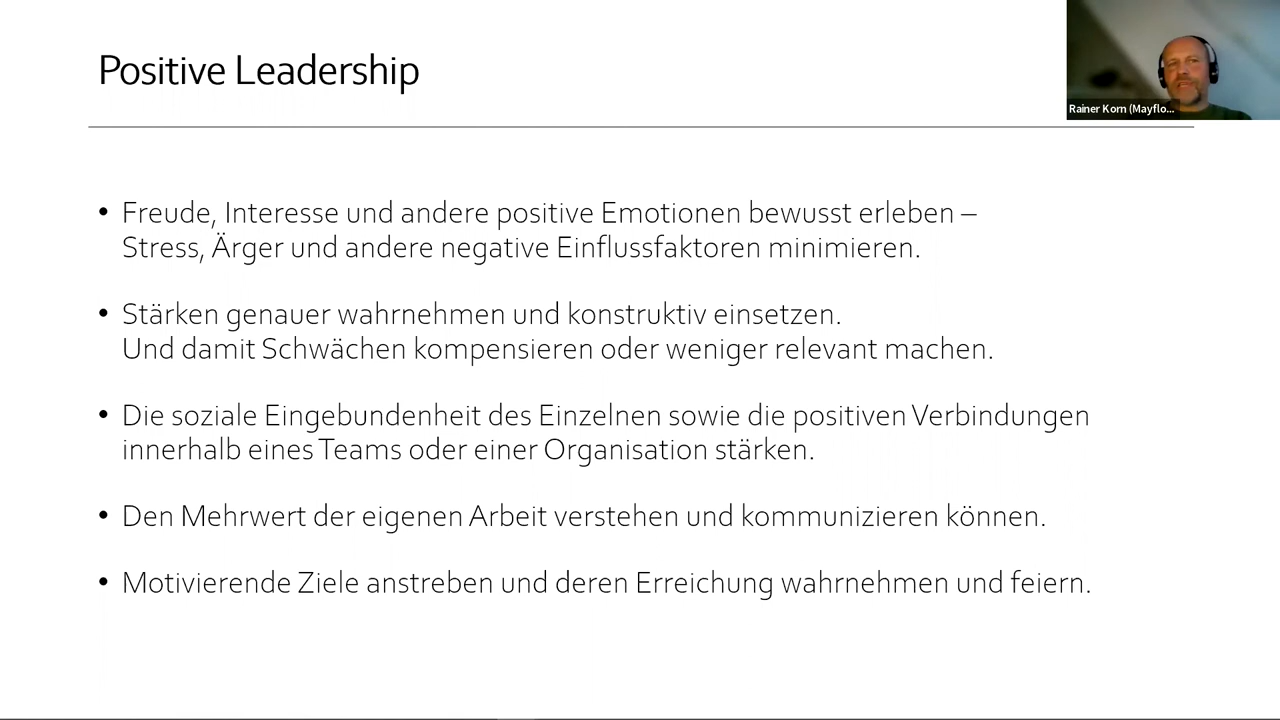 Positive Leadership
Rainer Korn (Mayflo...
• Freude, Interesse und andere positive Emotionen bewusst erleben –
Stress, Ärger und andere negative Einflussfaktoren minimieren.
• Stärken genauer wahrnehmen und konstruktiv einsetzen.
Und damit Schwächen kompensieren oder weniger relevant machen.
• Die soziale Eingebundenheit des Einzelnen sowie die positiven Verbindungen
innerhalb eines Teams oder einer Organisation stärken.
• Den Mehrwert der eigenen Arbeit verstehen und kommunizieren können.
• Motivierende Ziele anstreben und deren Erreichung wahrnehmen und feiern.